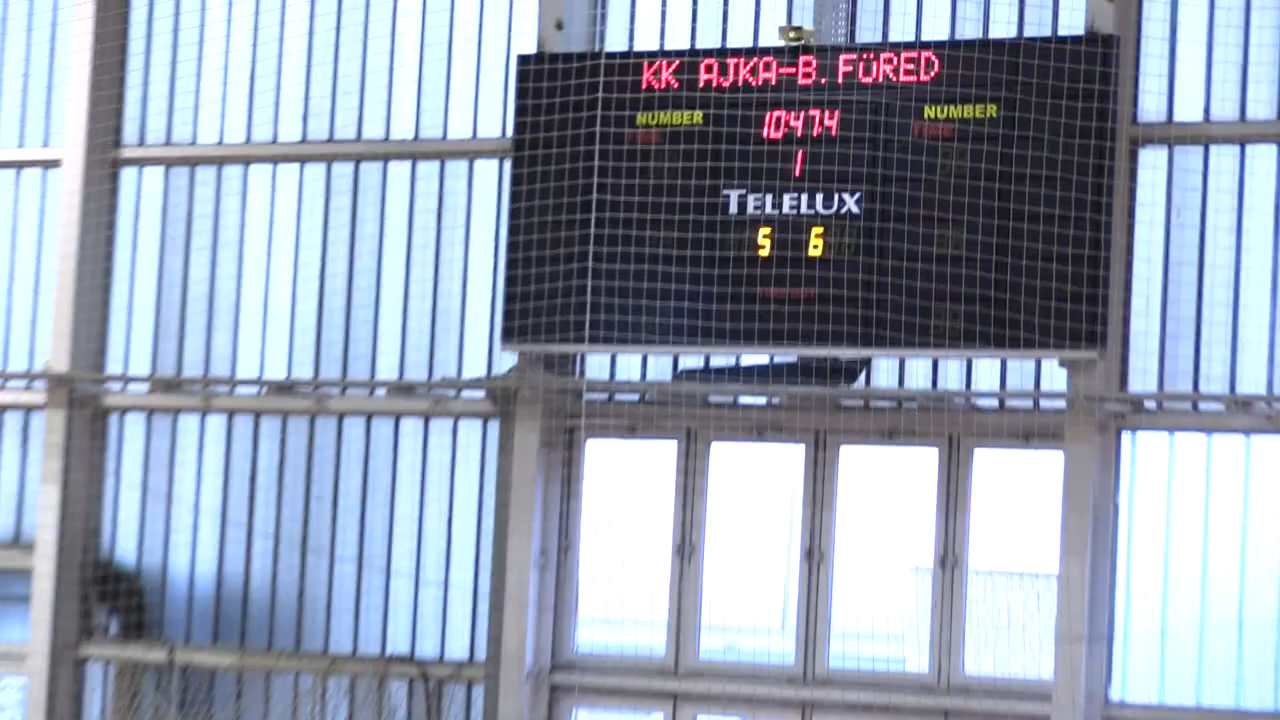 KK AJKA-B. FÜRED
NUMBER 10:47.4 NUMBER
1
TELELUX
5 6